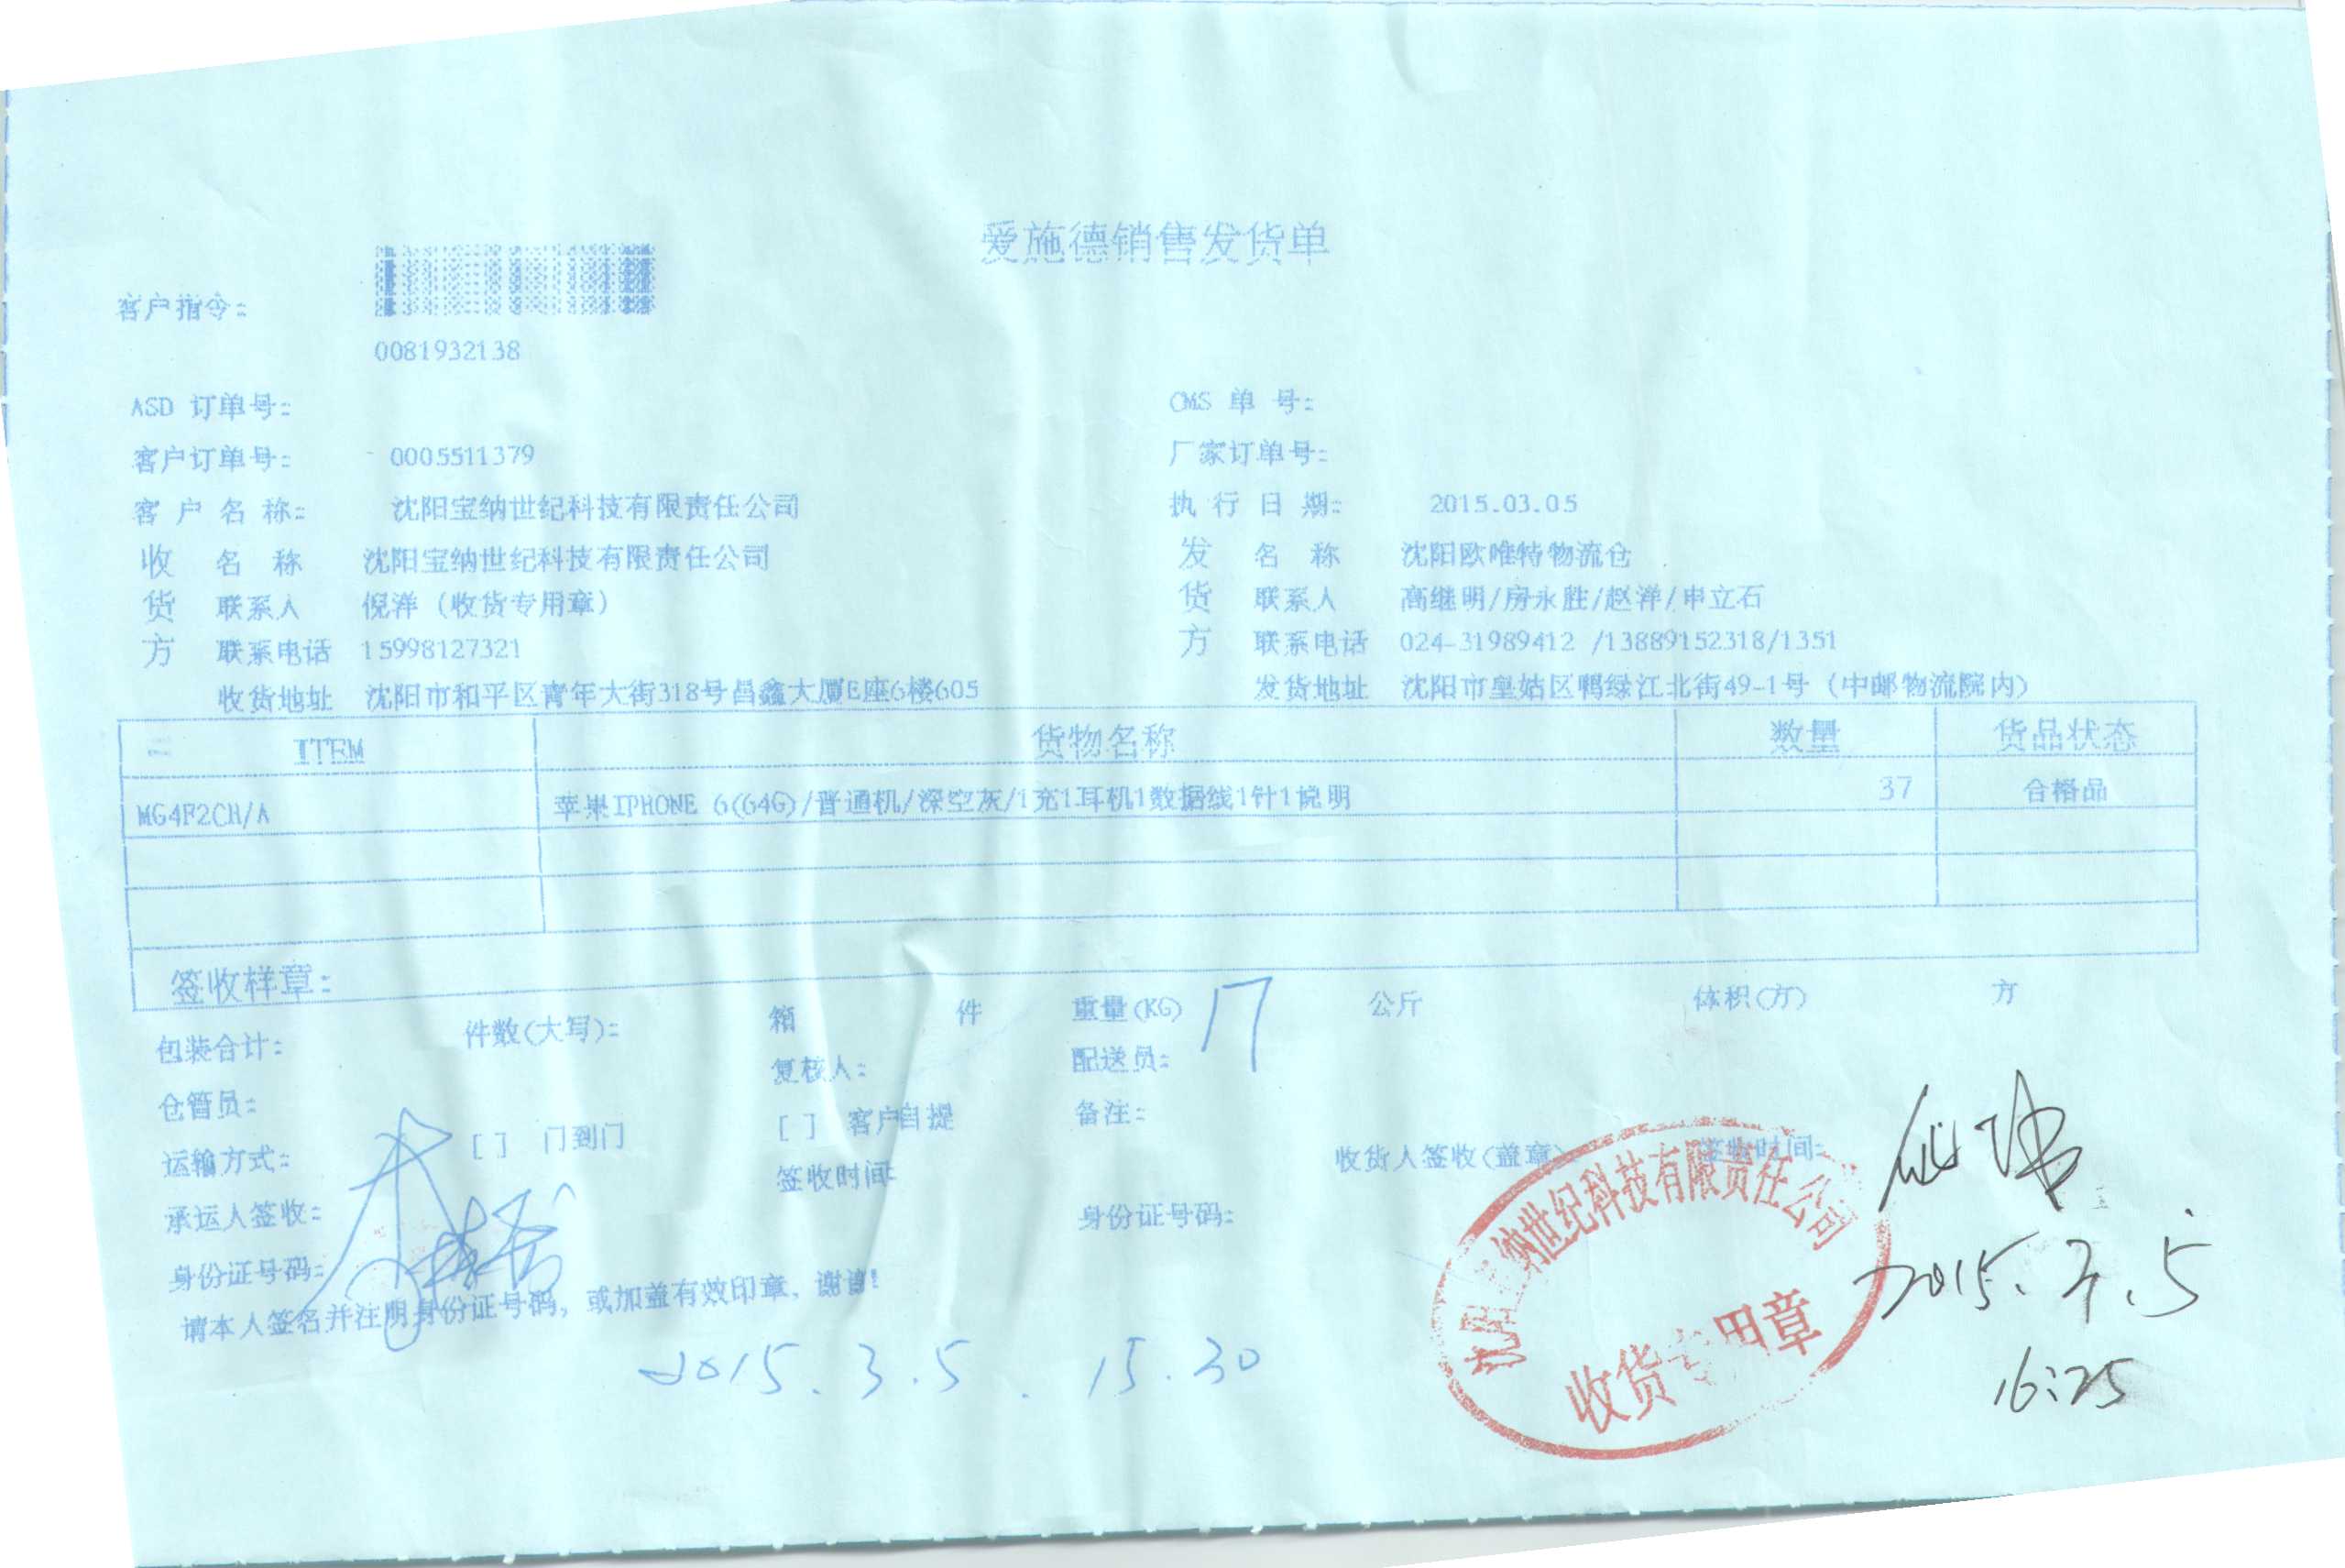 爱施德销售发货单
客户指令:
0081932138
ASD 订单号: CMS 单 号:
客户订单号: 0005511379 厂家订单号:
客 户 名 称: 沈阳宝纳世纪科技有限责任公司 执 行 日 期: 2015.03.05
收 名 称 沈阳宝纳世纪科技有限责任公司 发 名 称 沈阳欧唯特物流仓
货 联系人 倪洋(收货专用章) 货 联系人 高继明/房永胜/赵洋/申立石
方 联系电话 15998127321 方 联系电话 024-31989412 /13889152318/1351
收货地址 沈阳市和平区青年大街318号昌鑫大厦E座6楼605 发货地址 沈阳市皇姑区鸭绿江北街49-1号(中邮物流院内)
ITEM 货物名称 数量 货品状态
MG4F2CH/A 苹果IPHONE 6(64G)/普通机/深空灰/1充1耳机1数据线1针1说明 37 合格品
签收样章:
包装合计: 件数(大写): 箱 件 重量(KG) 17 公斤 体积(方) 方
仓管员: 复核人: 配送员:
运输方式: [ ] 门到门 [ ] 客户自提 备注:
承运人签收: 签收时间 收货人签收(盖章) 签收时间:
身份证号码: 身份证号码:
请本人签名并注明身份证号码, 或加盖有效印章, 谢谢!
2015.3.5. 15.30
纳世纪科技有限责任公司
收货专用章
2015.3.5
16:25